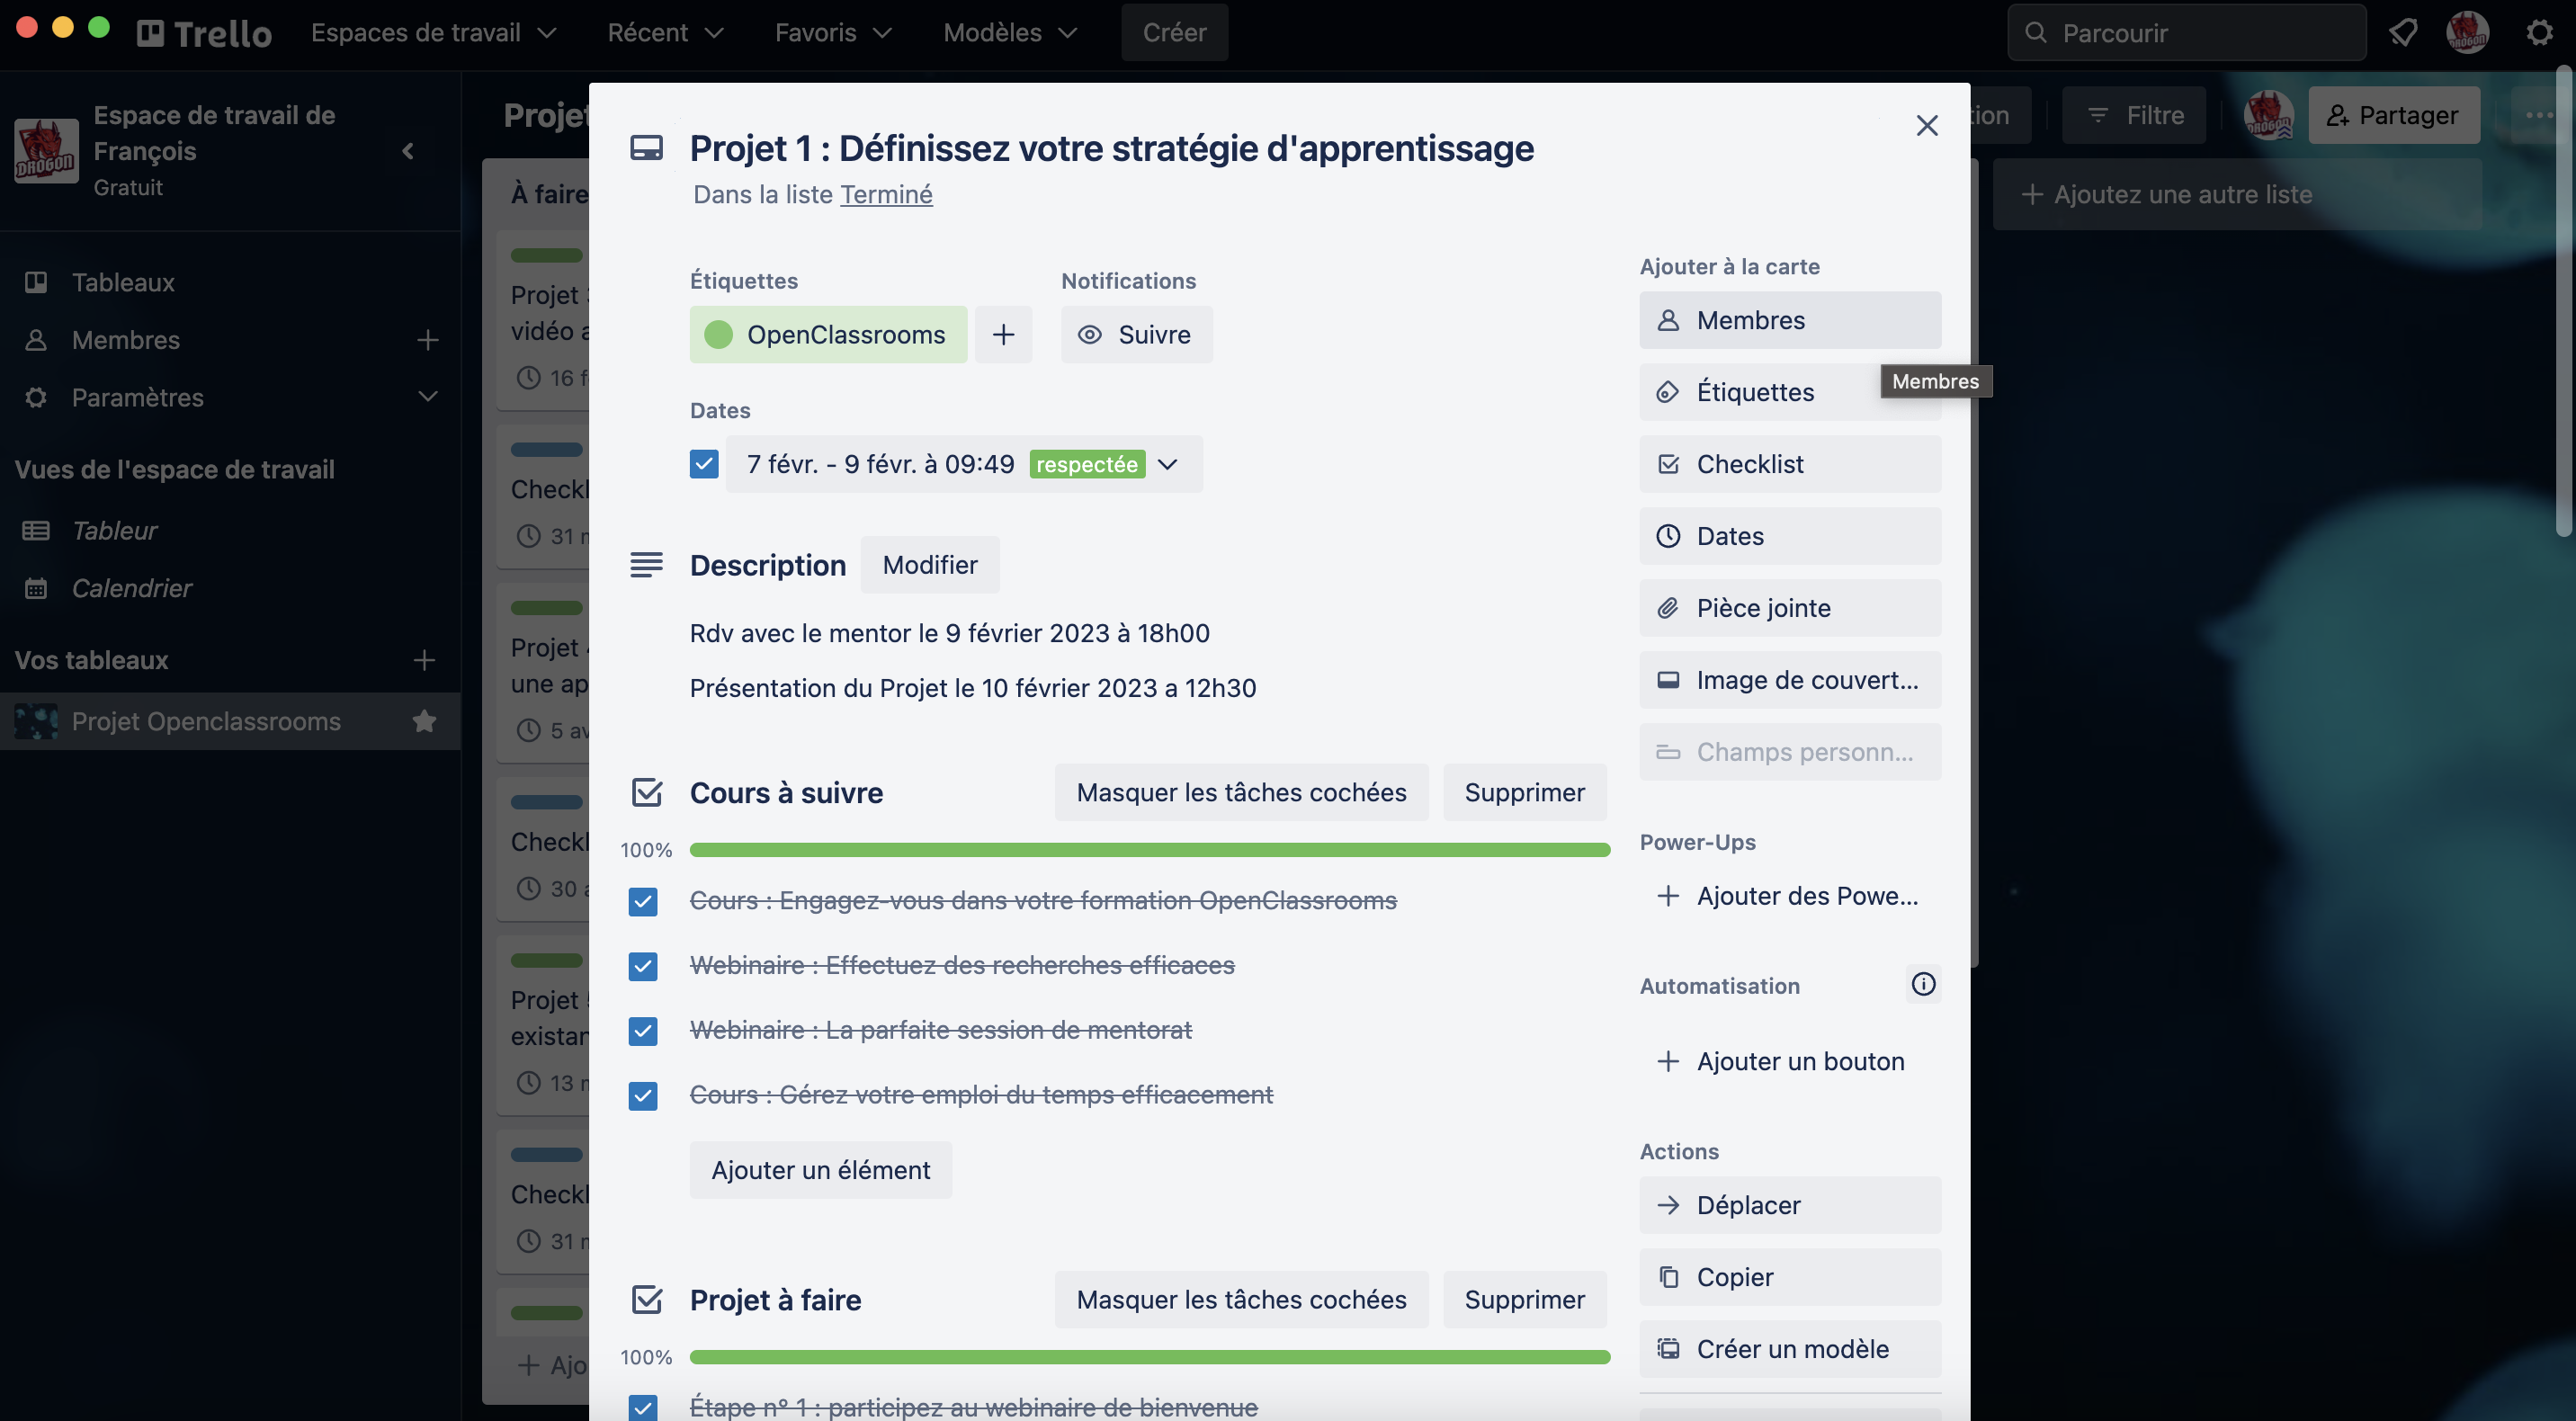 Trello
Espaces de travail
Récent
Favoris
Modèles
Créer
Parcourir
Espace de travail de
François
Gratuit
Tableaux
Membres
Paramètres
Vues de l'espace de travail
Tableur
Calendrier
Vos tableaux
Projet Openclassrooms
Projet
Filtre
DROGON
Partager
À faire
Projet
vidéo
16
31
Projet
une
5
30
Projet
13
31
Ajoutez une autre liste
Projet 1 : Définissez votre stratégie d'apprentissage
Dans la liste Terminé
Étiquettes
Notifications
OpenClassrooms
Suivre
Dates
7 févr. - 9 févr. à 09:49 respectée
Description Modifier
Rdv avec le mentor le 9 février 2023 à 18h00
Présentation du Projet le 10 février 2023 a 12h30
Cours à suivre Masquer les tâches cochées Supprimer
100%
Cours : Engagez-vous dans votre formation OpenClassrooms
Webinaire : Effectuez des recherches efficaces
Webinaire : La parfaite session de mentorat
Cours : Gérez votre emploi du temps efficacement
Ajouter un élément
Projet à faire Masquer les tâches cochées Supprimer
100%
Étape n° 1 : participez au webinaire de bienvenue
Ajouter à la carte
Membres
Membres
Étiquettes
Checklist
Dates
Pièce jointe
Image de couvert...
Champs personn...
Power-Ups
Ajouter des Powe...
Automatisation
Ajouter un bouton
Actions
Déplacer
Copier
Créer un modèle